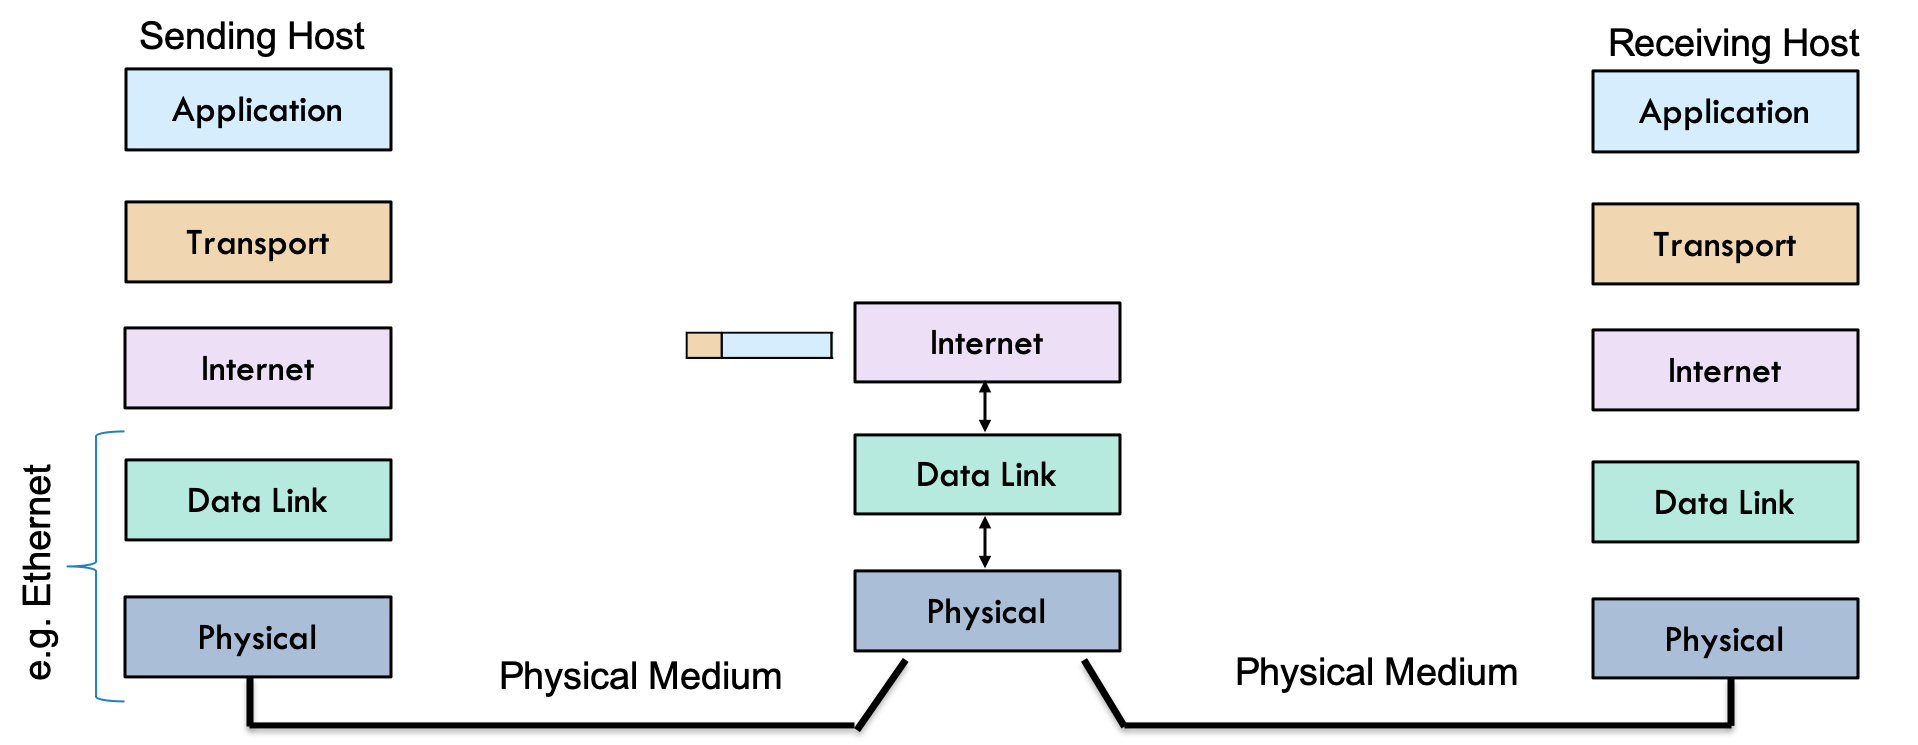 Sending Host
Receiving Host
Application
Application
Transport
Transport
Internet
Internet
Internet
Data Link
Data Link
Data Link
e.g. Ethernet
Physical
Physical
Physical
Physical Medium
Physical Medium